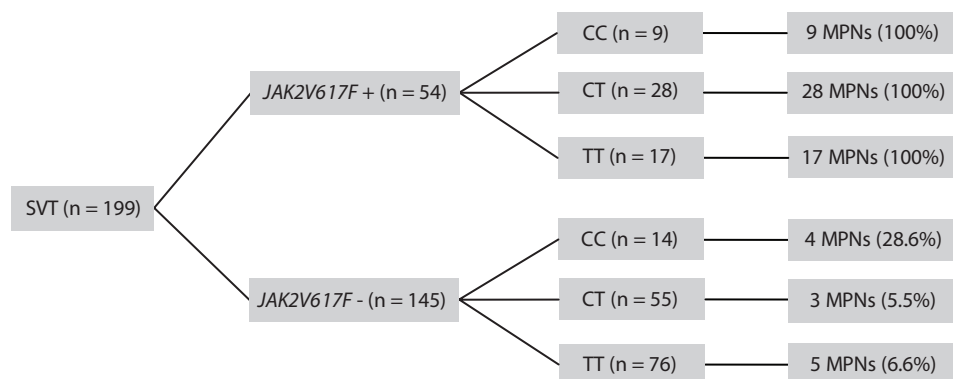 CC (n = 9)
9 MPNs (100%)
JAK2V617F + (n = 54)
CT (n = 28)
28 MPNs (100%)
TT (n = 17)
17 MPNs (100%)
SVT (n = 199)
CC (n = 14)
4 MPNs (28.6%)
JAK2V617F - (n = 145)
CT (n = 55)
3 MPNs (5.5%)
TT (n = 76)
5 MPNs (6.6%)